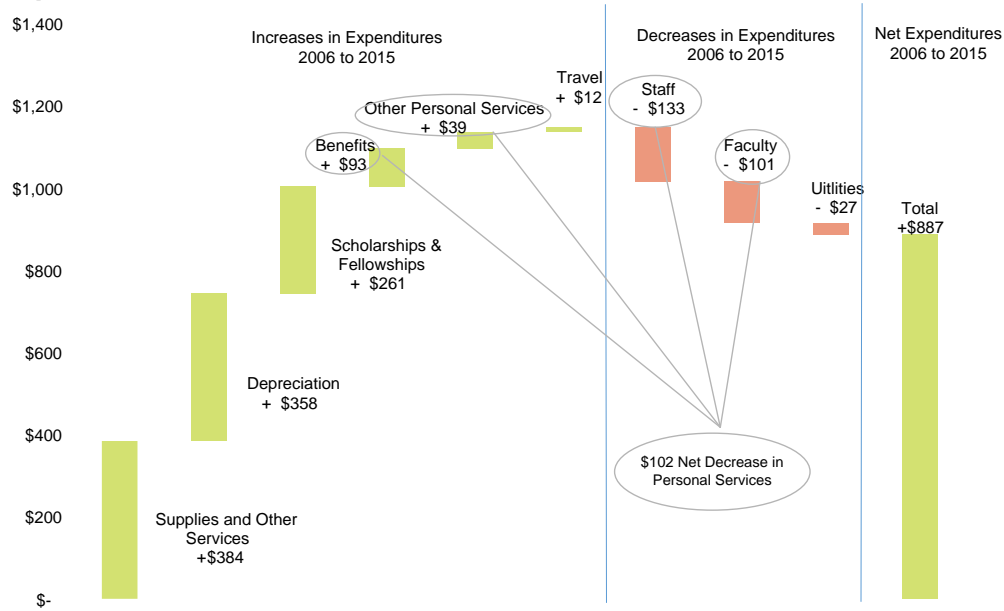 $1,400
$1,200
$1,000
$800
$600
$400
$200
$-
Increases in Expenditures
2006 to 2015
Decreases in Expenditures
2006 to 2015
Net Expenditures
2006 to 2015
Supplies and Other
Services
+$384
Depreciation
+ $358
Scholarships &
Fellowships
+ $261
Benefits
+ $93
Other Personal Services
+ $39
Travel
+ $12
Staff
- $133
Faculty
- $101
Uitlities
- $27
Total
+$887
$102 Net Decrease in
Personal Services